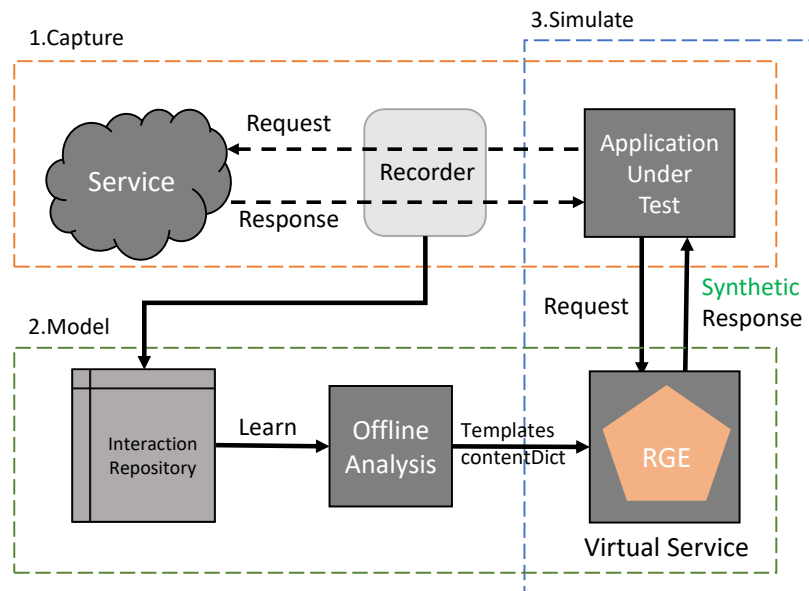 1.Capture
3.Simulate
Request
Service
Recorder
Application
Under
Test
Response
Request
Synthetic
Response
2.Model
Interaction
Repository
Learn
Offline
Analysis
Templates
contentDict
RGE
Virtual Service